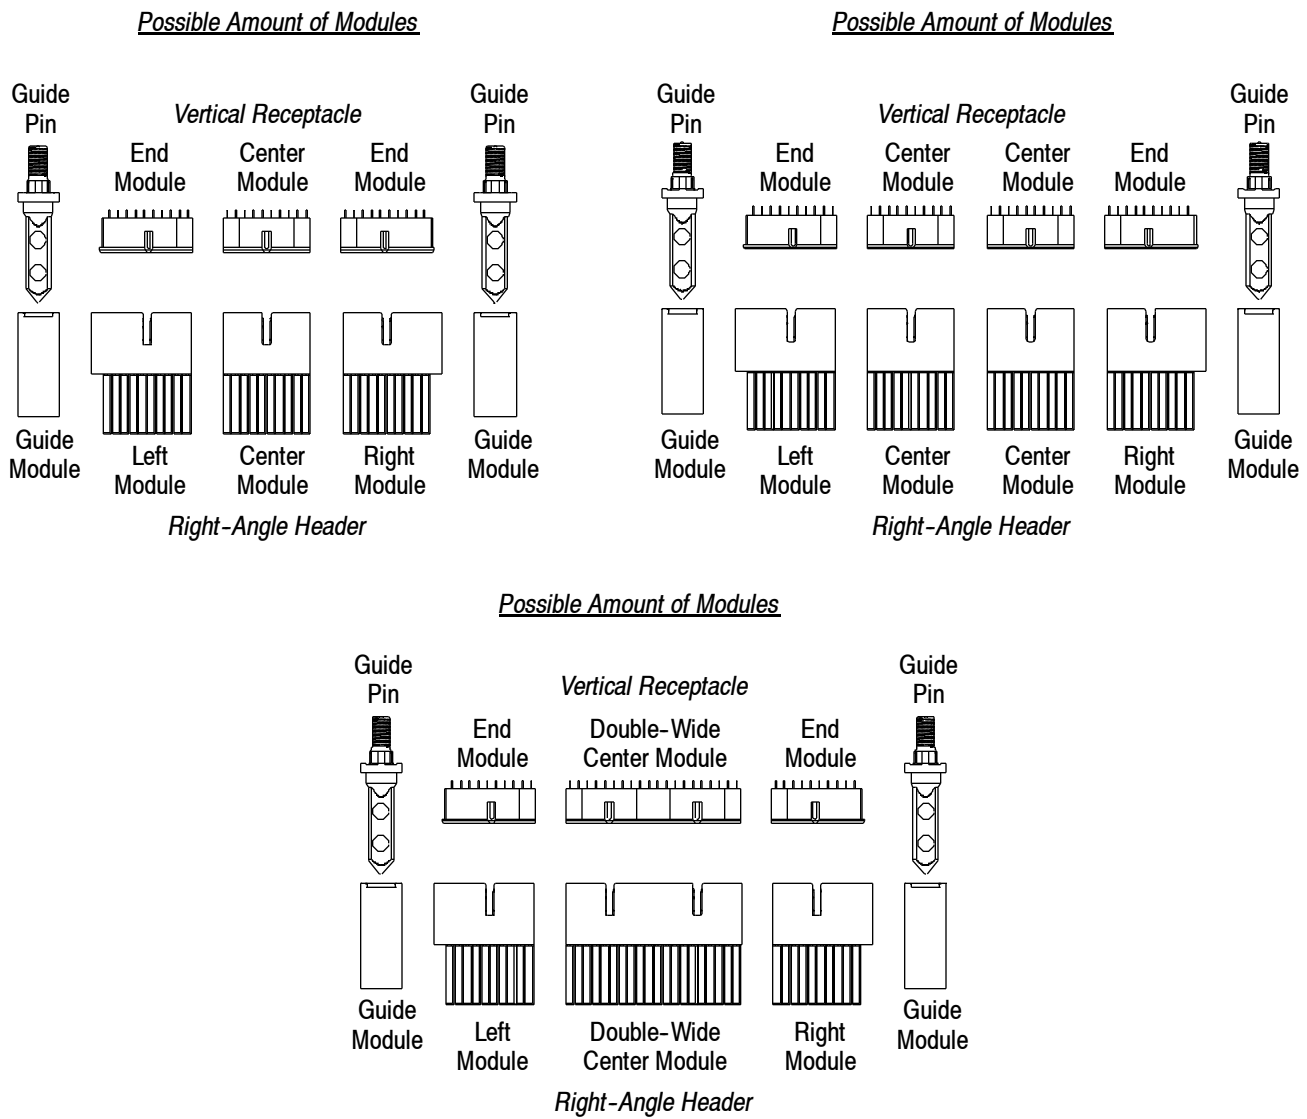 Possible Amount of Modules
Guide
Pin
Vertical Receptacle
Guide
Pin
End
Module
Center
Module
End
Module
Guide
Module
Left
Module
Center
Module
Right
Module
Guide
Module
Right-Angle Header
Possible Amount of Modules
Guide
Pin
Vertical Receptacle
Guide
Pin
End
Module
Center
Module
Center
Module
End
Module
Guide
Module
Left
Module
Center
Module
Center
Module
Right
Module
Guide
Module
Right-Angle Header
Possible Amount of Modules
Guide
Pin
Vertical Receptacle
Guide
Pin
End
Module
Double-Wide
Center Module
End
Module
Guide
Module
Left
Module
Double-Wide
Center Module
Right
Module
Guide
Module
Right-Angle Header